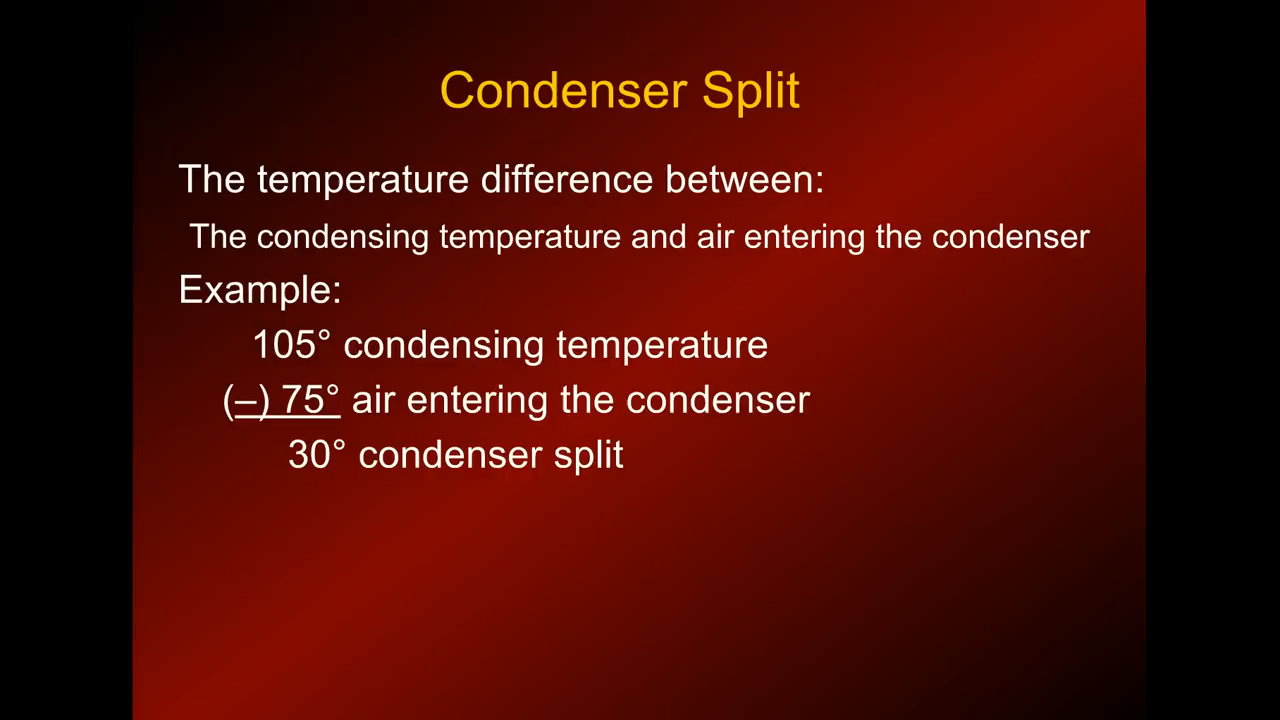 Condenser Split
The temperature difference between:
The condensing temperature and air entering the condenser
Example:
105° condensing temperature
(–) 75° air entering the condenser
30° condenser split